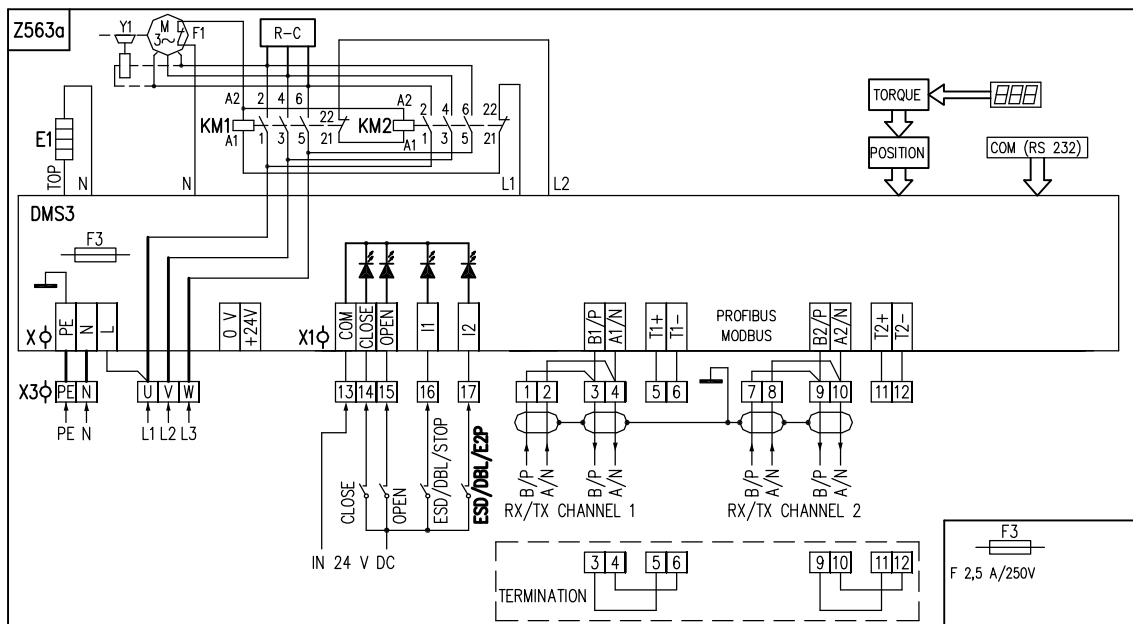 Z563a
Y1
M
3~
F1
R-C
A2 2 4 6
22
A2 2 4 6 22
KM1
KM2
A1 1 3 5
21
A1 1 3 5 21
E1
TOP
N
N
L1
L2
TORQUE
POSITION
COM (RS 232)
DMS3
F3
X
PE
N
L
0 V
+24V
X1
COM
CLOSE
OPEN
I1
I2
B1/P
A1/N
T1+
T1-
PROFIBUS
MODBUS
B2/P
A2/N
T2+
T2-
X3
PE N
U V W
13 14 15
16
17
1 2
3 4
5 6
7 8
9 10
11 12
PE N
L1 L2 L3
CLOSE
OPEN
ESD/DBL/STOP
ESD/DBL/E2P
B/P
A/N
B/P
A/N
B/P
A/N
B/P
A/N
RX/TX CHANNEL 1
RX/TX CHANNEL 2
IN 24 V DC
TERMINATION
3 4
5 6
9 10
11 12
F3
F 2,5 A/250V